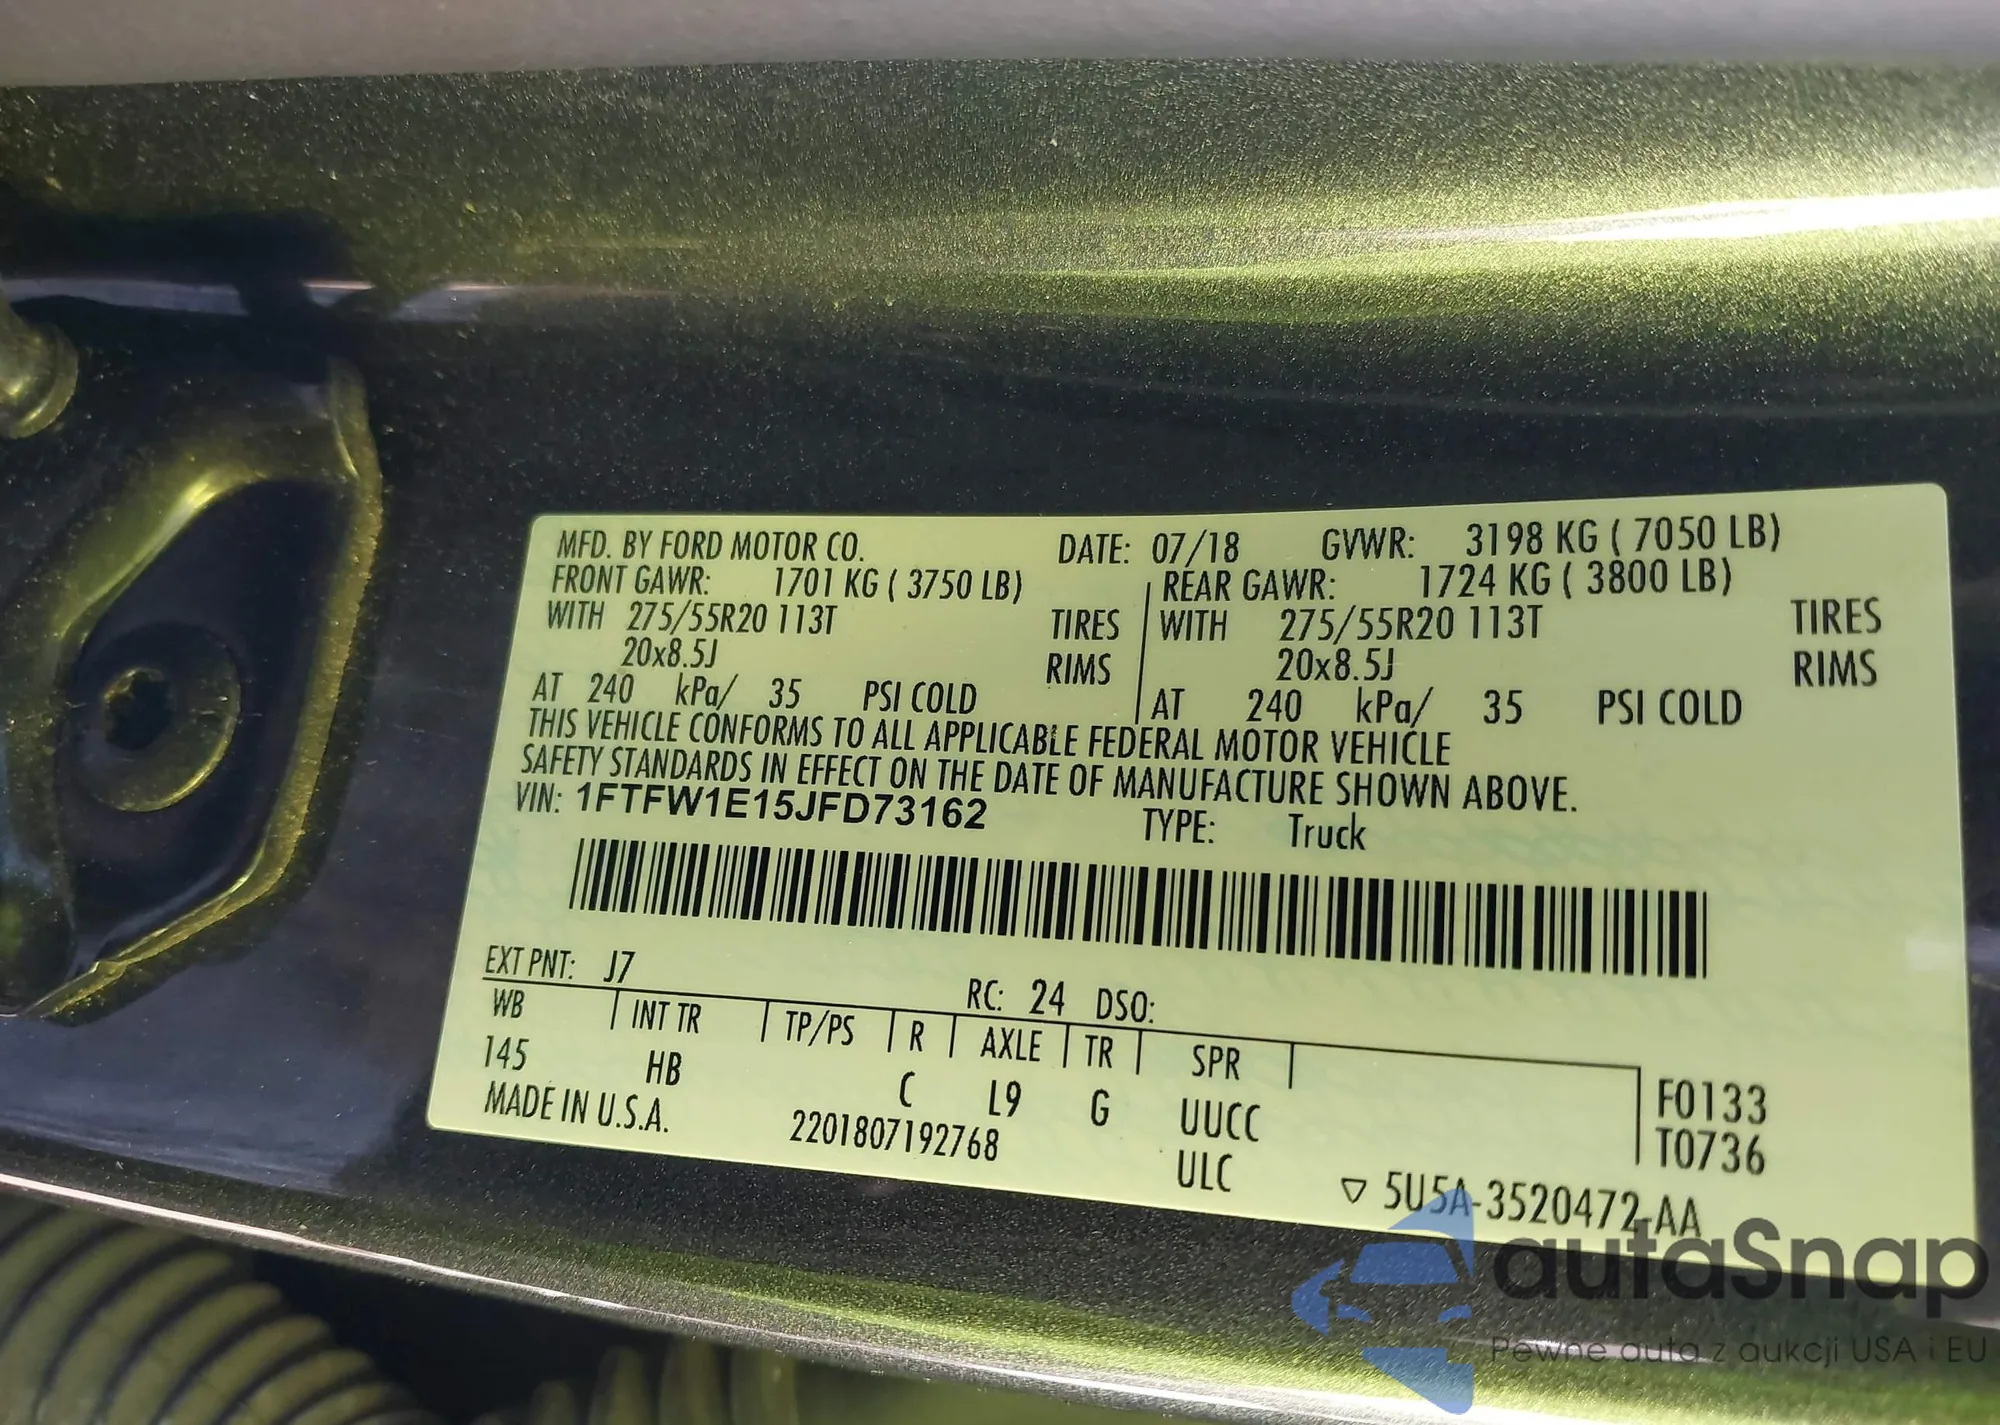 MFD. BY FORD MOTOR CO. DATE: 07/18 GVWR: 3198 KG ( 7050 LB)
FRONT GAWR: 1701 KG ( 3750 LB) REAR GAWR: 1724 KG ( 3800 LB)
WITH 275/55R20 113T TIRES WITH 275/55R20 113T TIRES
20x8.5J RIMS 20x8.5J RIMS
AT 240 kPa/ 35 PSI COLD AT 240 kPa/ 35 PSI COLD
THIS VEHICLE CONFORMS TO ALL APPLICABLE FEDERAL MOTOR VEHICLE
SAFETY STANDARDS IN EFFECT ON THE DATE OF MANUFACTURE SHOWN ABOVE.
VIN: 1FTFW1E15JFD73162 TYPE: Truck
EXT PNT: J7 RC: 24 DSO:
WB INT TR TP/PS R AXLE TR SPR
145 HB C L9 G UUCC F0133
MADE IN U.S.A. 2201807192768 ULC T0736
▽ 5U5A-3520472-AA
autaSnap
Pewne auta z aukcji USA i EU